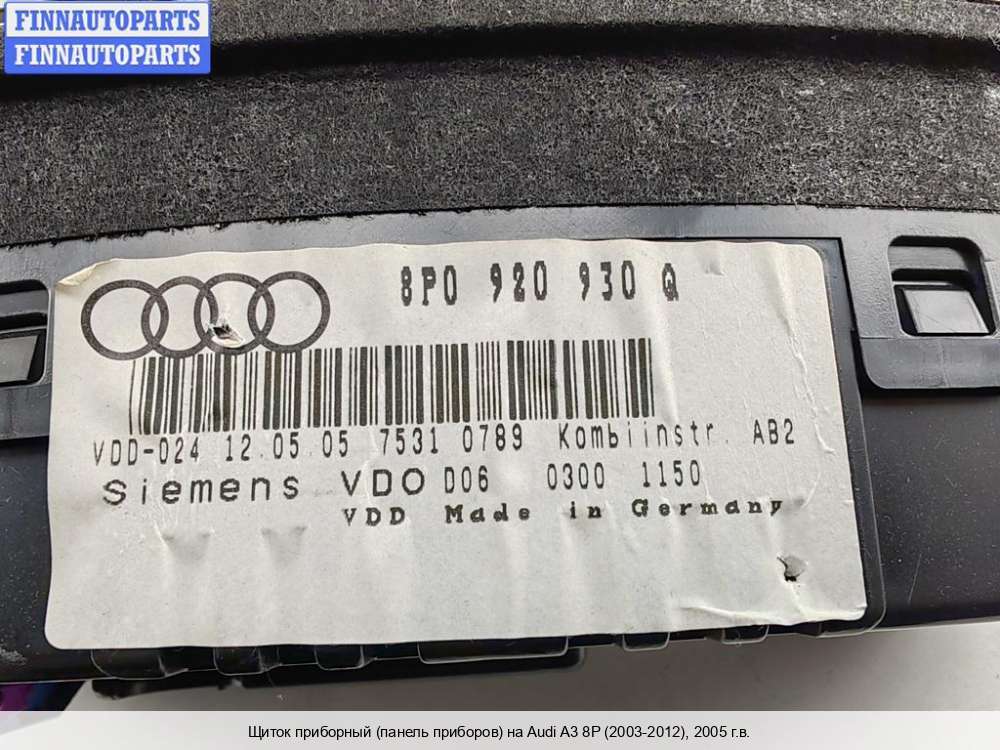 FINNAUTOPARTS
FINNAUTOPARTS
8P0 920 930 Q
VDD-024 12.05.05 7531 0789 Kombiinstr. AB2
Siemens VDO D06 0300 1150
VDD Made in Germany
Щиток приборный (панель приборов) на Audi A3 8P (2003-2012), 2005 г.в.